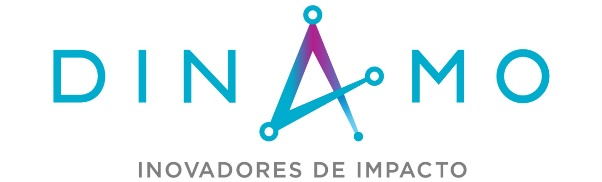 DINAMO
INOVADORES DE IMPACTO